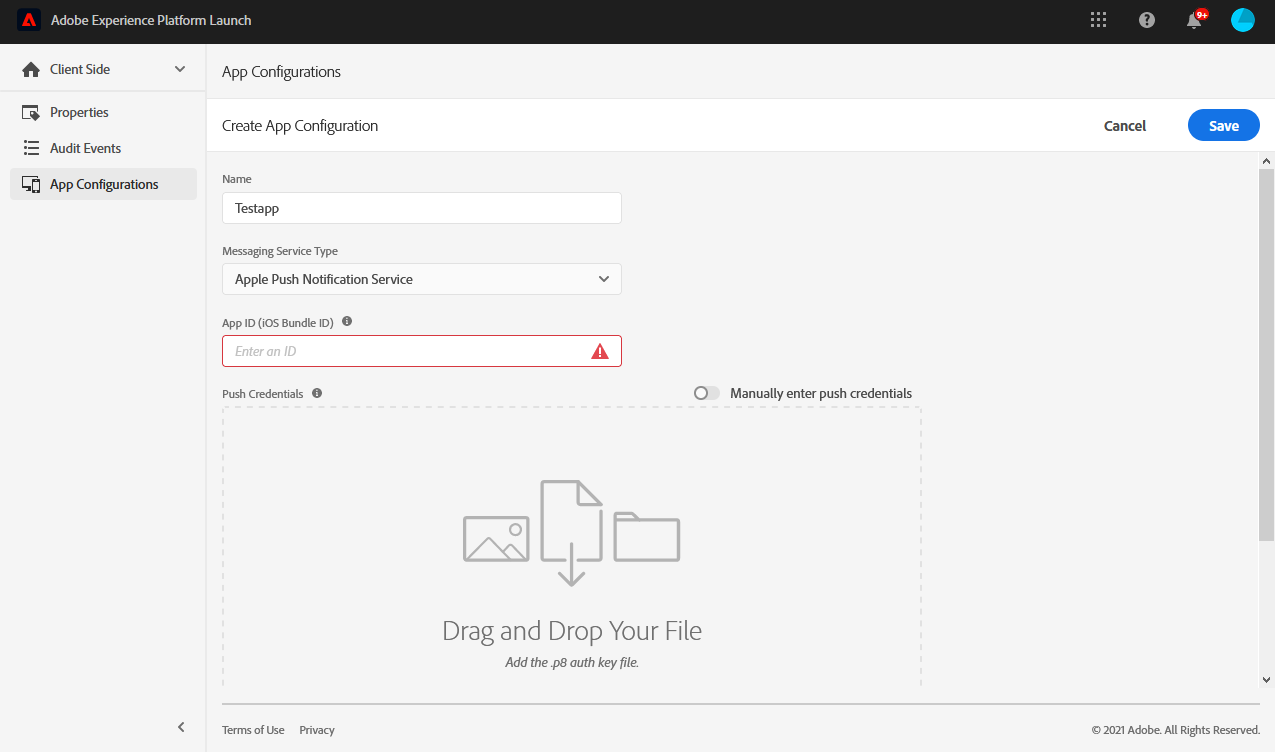 Adobe Experience Platform Launch
9+
Client Side
Properties
Audit Events
App Configurations
App Configurations
Create App Configuration
Cancel
Save
Name
Testapp
Messaging Service Type
Apple Push Notification Service
App ID (iOS Bundle ID)
Enter an ID
Push Credentials
Manually enter push credentials
Drag and Drop Your File
Add the .p8 auth key file.
Terms of Use Privacy
© 2021 Adobe. All Rights Reserved.